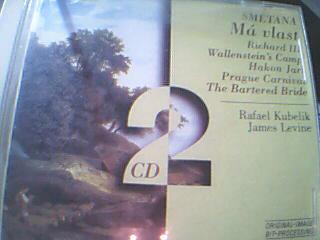 SMETANA
Má vlast
Richard III
Wallenstein's Camp
Hakon Jarl
Prague Carnival
The Bartered Bride
Rafael Kubelik
James Levine
2
CD
ORIGINAL-IMAGE
BIT-PROCESSING